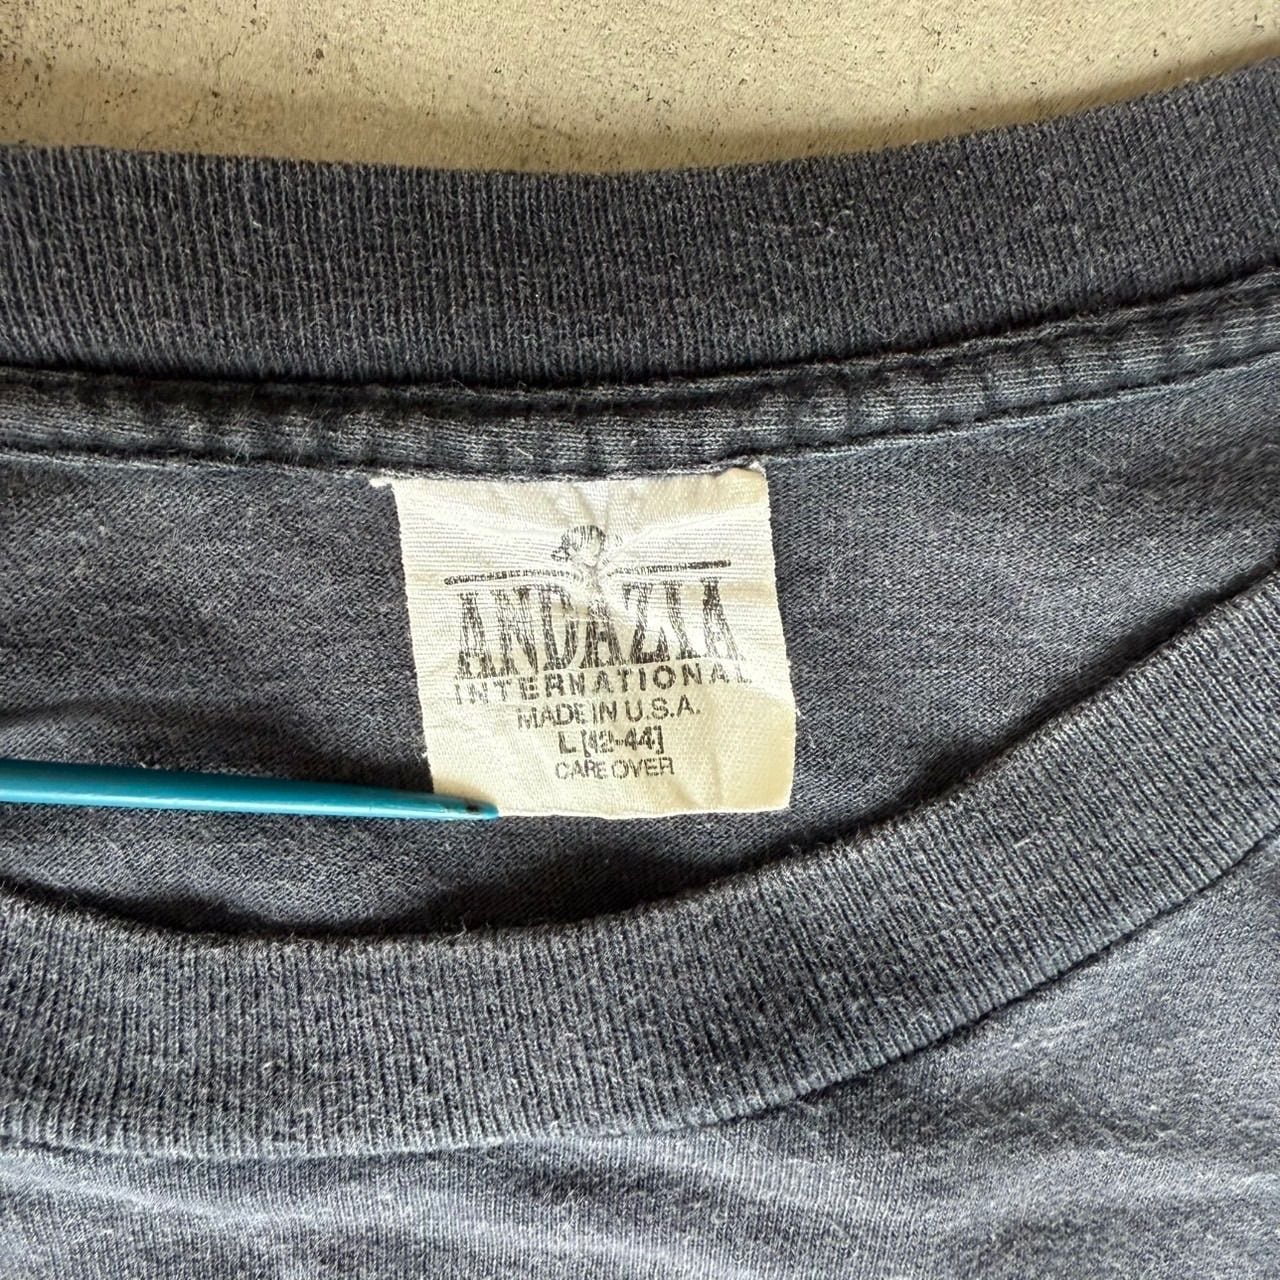 ANDAZIA
INTERNATIONAL
MADE IN U.S.A.
L [42-44]
CARE OVER